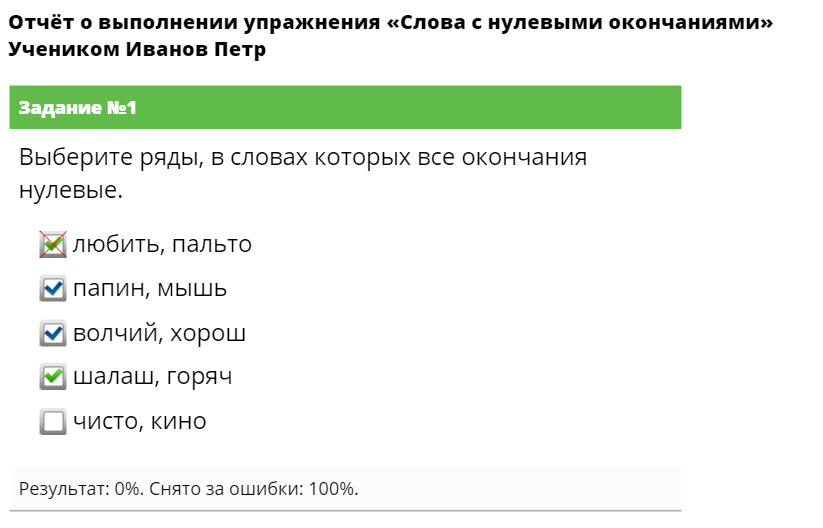 Отчёт о выполнении упражнения «Слова с нулевыми окончаниями»
Учеником Иванов Петр
Задание №1
Выберите ряды, в словах которых все окончания
нулевые.
любить, пальто
папин, мышь
волчий, хорош
шалаш, горяч
чисто, кино
Результат: 0%. Снято за ошибки: 100%.